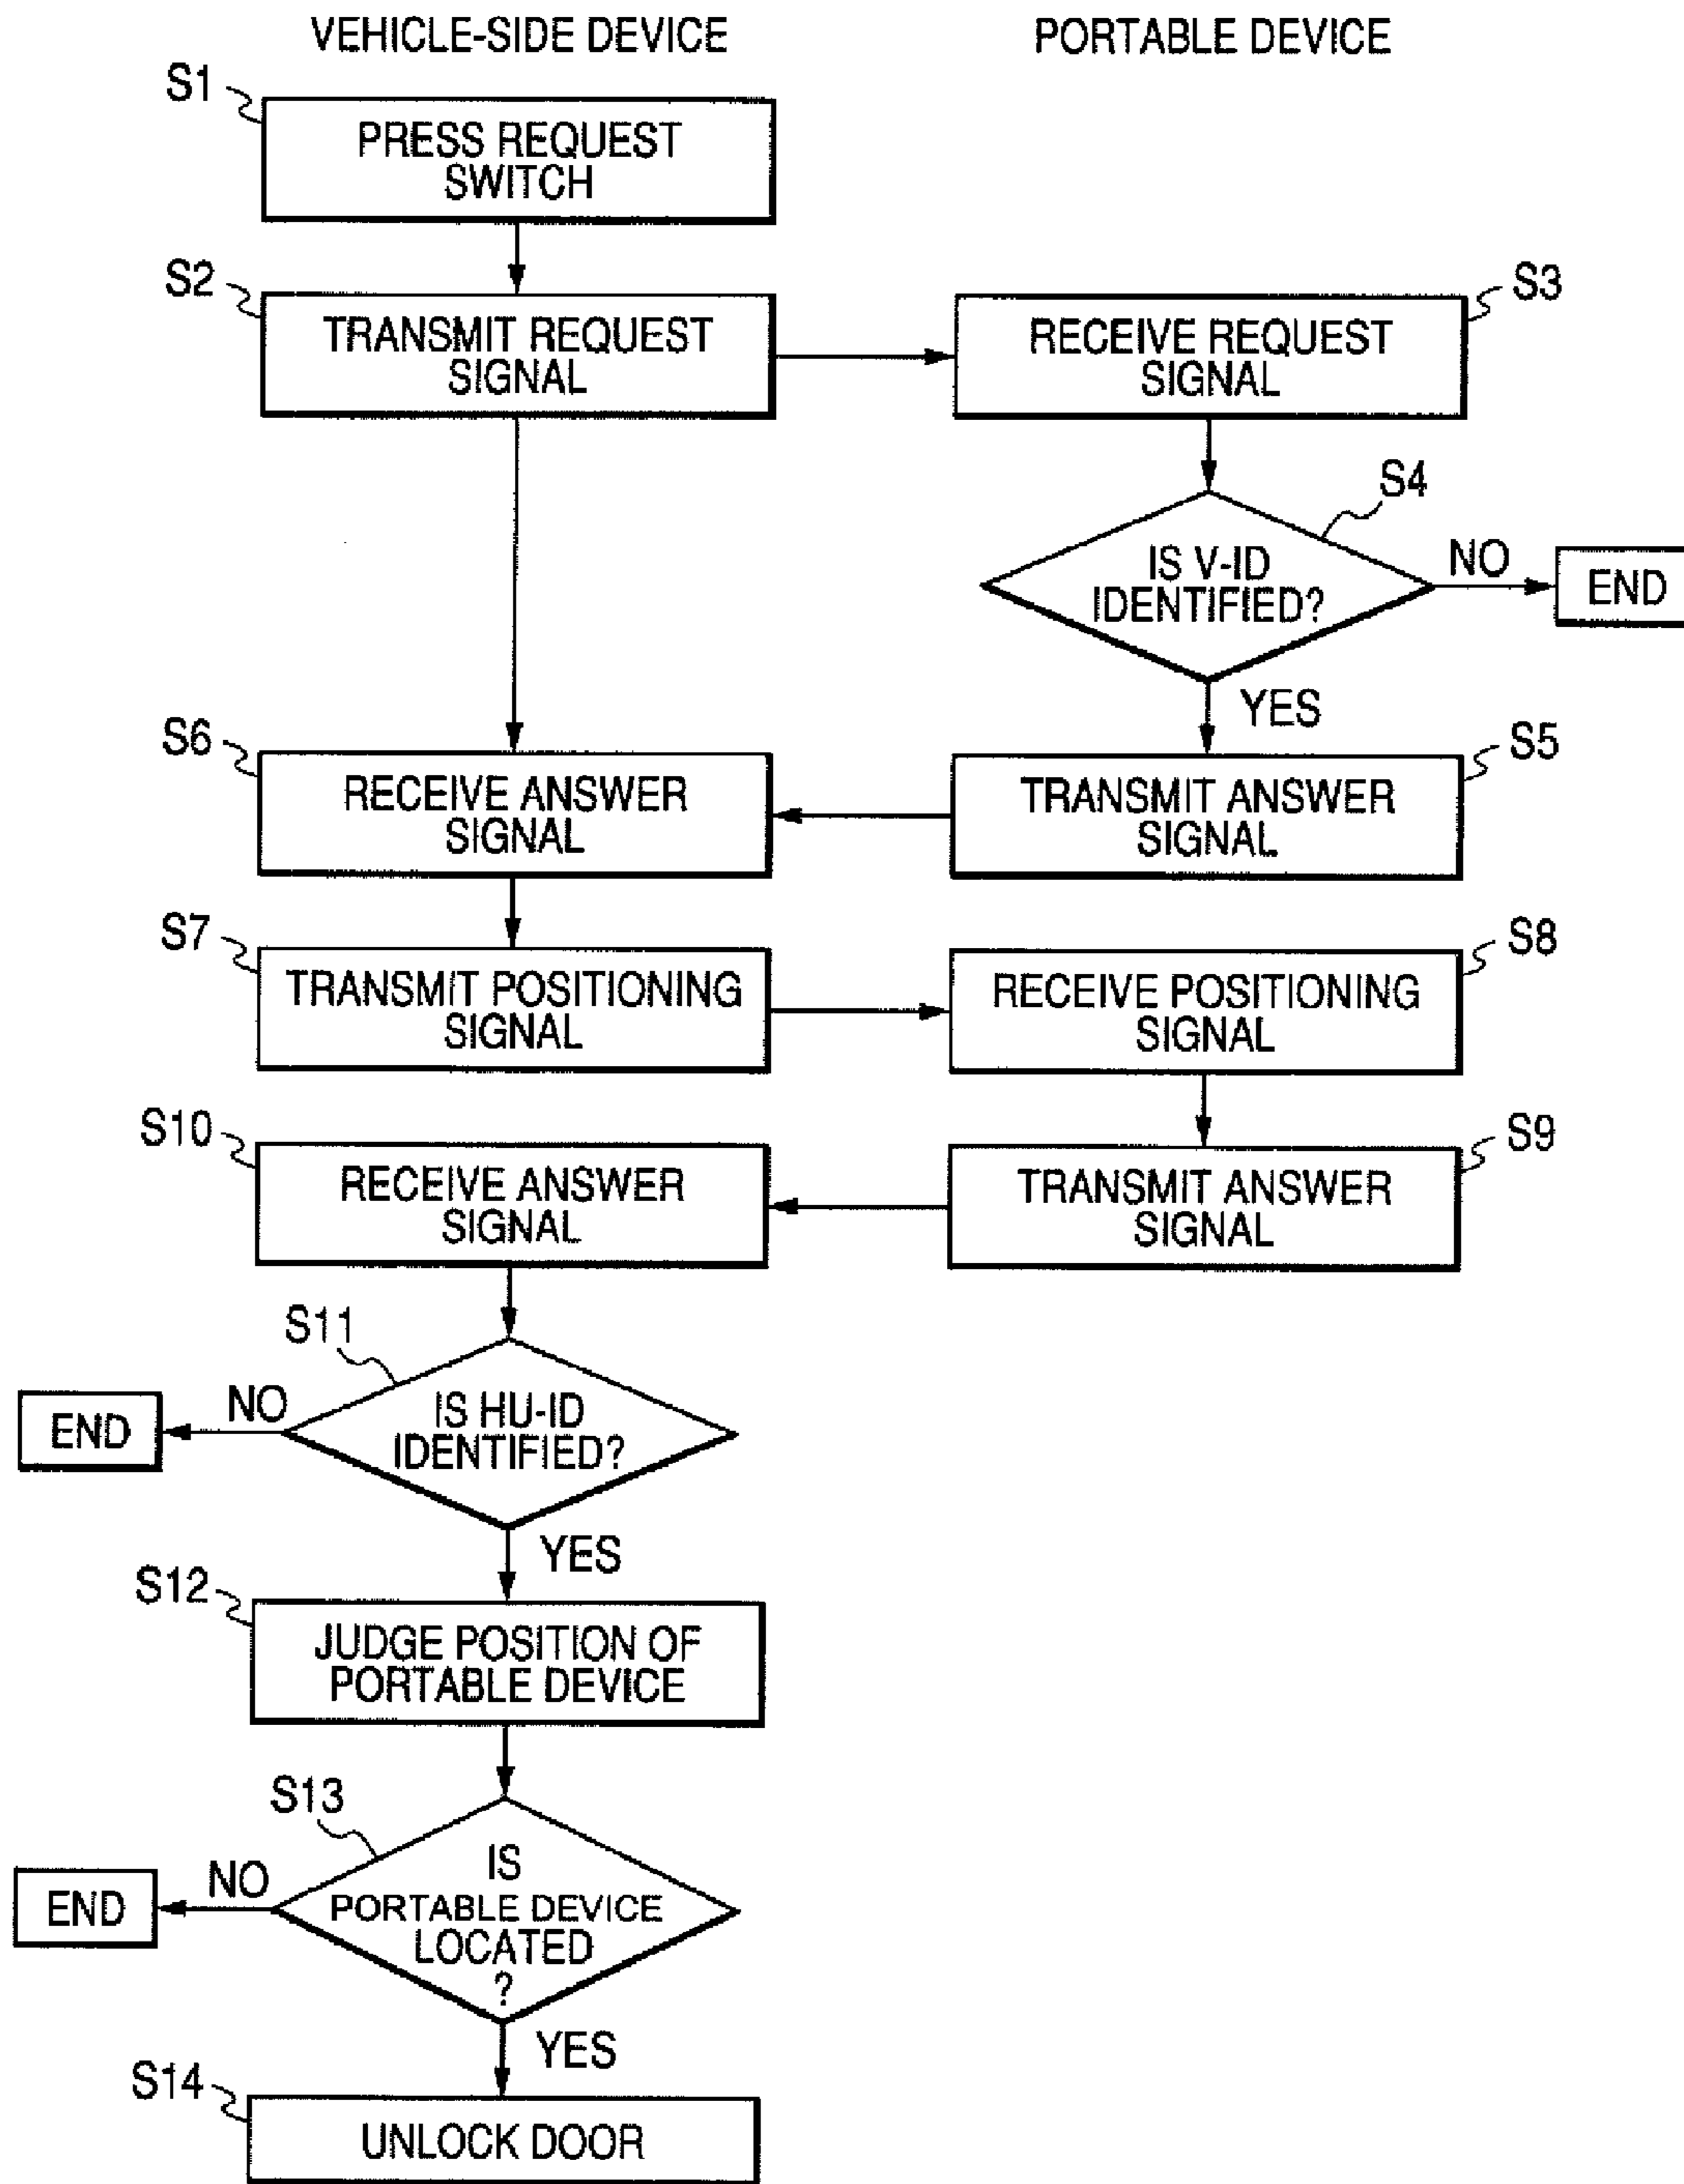 VEHICLE-SIDE DEVICE
PORTABLE DEVICE
S1
PRESS REQUEST
SWITCH
S2
TRANSMIT REQUEST
SIGNAL
S3
RECEIVE REQUEST
SIGNAL
S4
IS V-ID
IDENTIFIED?
NO
END
YES
S5
TRANSMIT ANSWER
SIGNAL
S6
RECEIVE ANSWER
SIGNAL
S7
TRANSMIT POSITIONING
SIGNAL
S8
RECEIVE POSITIONING
SIGNAL
S9
TRANSMIT ANSWER
SIGNAL
S10
RECEIVE ANSWER
SIGNAL
S11
IS HU-ID
IDENTIFIED?
NO
END
YES
S12
JUDGE POSITION OF
PORTABLE DEVICE
S13
IS
PORTABLE DEVICE
LOCATED
?
NO
END
YES
S14
UNLOCK DOOR